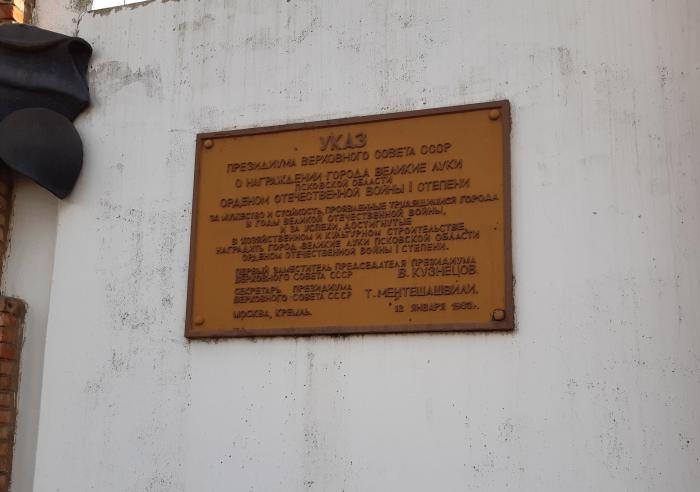 УКАЗ
ПРЕЗИДИУМА ВЕРХОВНОГО СОВЕТА СССР
О НАГРАЖДЕНИИ ГОРОДА ВЕЛИКИЕ ЛУКИ
ПСКОВСКОЙ ОБЛАСТИ
ОРДЕНОМ ОТЕЧЕСТВЕННОЙ ВОЙНЫ I СТЕПЕНИ
ЗА МУЖЕСТВО И СТОЙКОСТЬ, ПРОЯВЛЕННЫЕ ТРУДЯЩИМИСЯ ГОРОДА
В ГОДЫ ВЕЛИКОЙ ОТЕЧЕСТВЕННОЙ ВОЙНЫ,
И ЗА УСПЕХИ, ДОСТИГНУТЫЕ
В ХОЗЯЙСТВЕННОМ И КУЛЬТУРНОМ СТРОИТЕЛЬСТВЕ,
НАГРАДИТЬ ГОРОД ВЕЛИКИЕ ЛУКИ ПСКОВСКОЙ ОБЛАСТИ
ОРДЕНОМ ОТЕЧЕСТВЕННОЙ ВОЙНЫ I СТЕПЕНИ.
ПЕРВЫЙ ЗАМЕСТИТЕЛЬ ПРЕДСЕДАТЕЛЯ ПРЕЗИДИУМА
ВЕРХОВНОГО СОВЕТА СССР В. КУЗНЕЦОВ.
СЕКРЕТАРЬ ПРЕЗИДИУМА
ВЕРХОВНОГО СОВЕТА СССР Т. МЕНТЕШАШВИЛИ.
МОСКВА, КРЕМЛЬ. 12 ЯНВАРЯ 1983г.